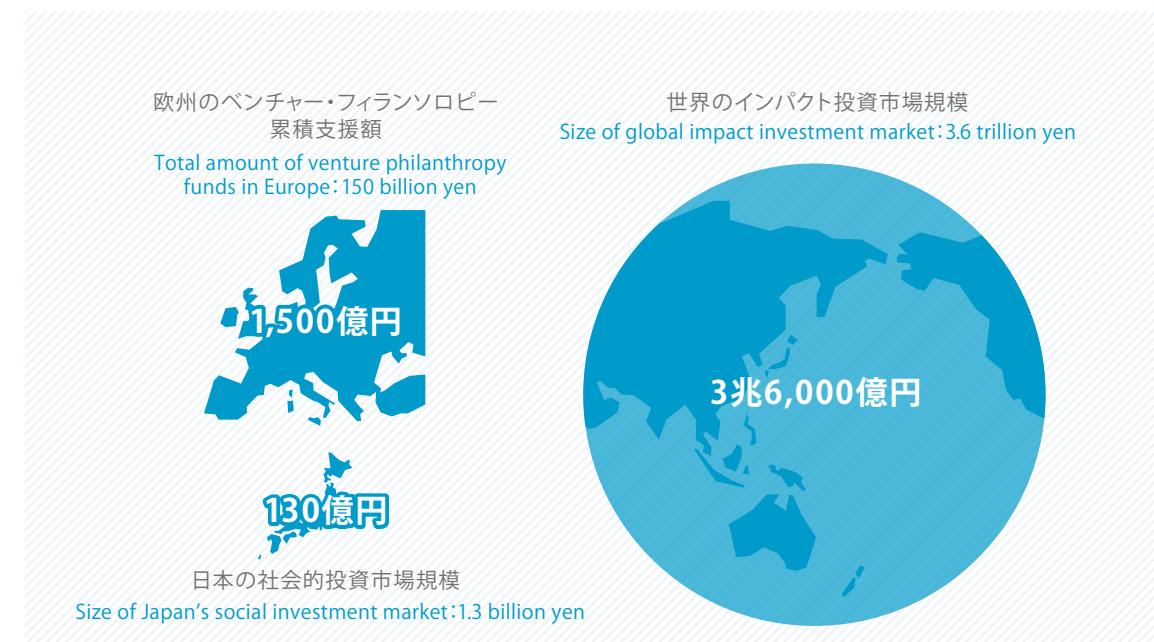 欧州のベンチャー・フィランソロピー
累積支援額
Total amount of venture philanthropy
funds in Europe：150 billion yen
1,500億円
130億円
日本の社会的投資市場規模
Size of Japan's social investment market：1.3 billion yen
世界のインパクト投資市場規模
Size of global impact investment market：3.6 trillion yen
3兆6,000億円